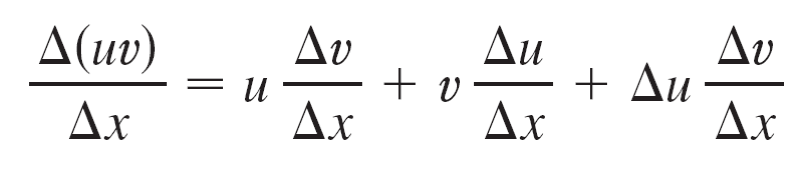 Δ(uv)/Δx = u Δv/Δx + v Δu/Δx + Δu Δv/Δx